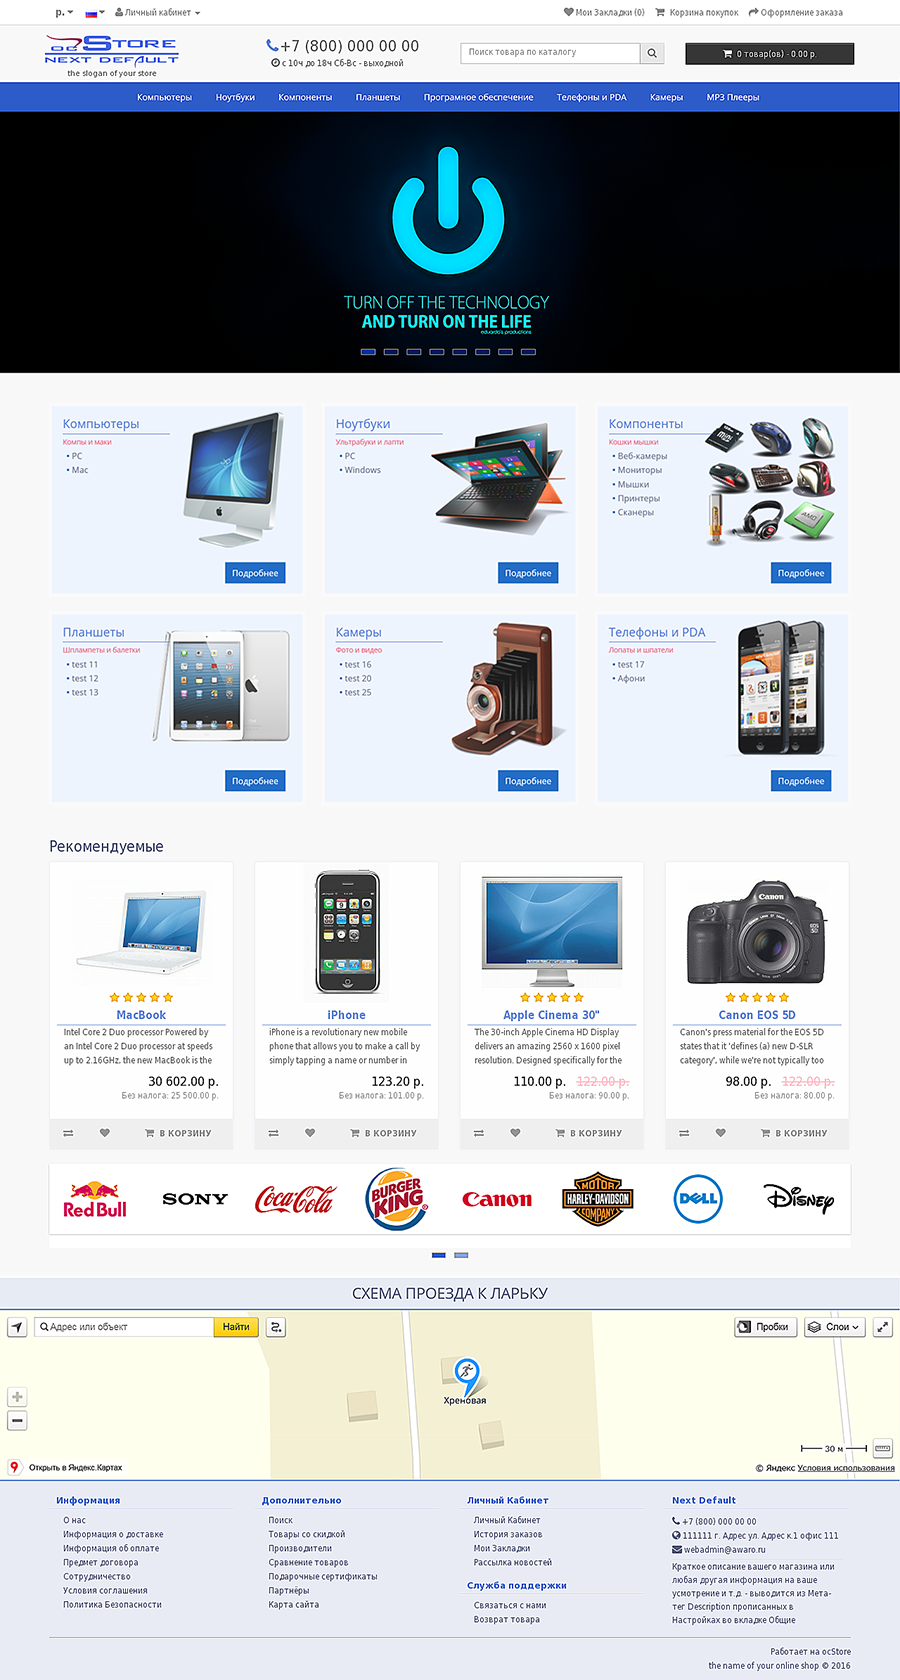 р.
Личный кабинет
Мои Закладки (0)
Корзина покупок
Оформление заказа
ocStore
NEXT DEFAULT
the slogan of your store
+7 (800) 000 00 00
с 10ч до 18ч Сб-Вс - выходной
Поиск товара по каталогу
0 товар(ов) - 0.00 р.
Компьютеры
Ноутбуки
Компоненты
Планшеты
Програмное обеспечение
Телефоны и PDA
Камеры
MP3 Плееры
TURN OFF THE TECHNOLOGY
AND TURN ON THE LIFE
eduardo's productions
Компьютеры
Компы и маки
• PC
• Mac
Подробнее
Ноутбуки
Ультрабуки и лапти
• PC
• Windows
Подробнее
Компоненты
Кошки мышки
• Веб-камеры
• Мониторы
• Мышки
• Принтеры
• Сканеры
Подробнее
Планшеты
Шплампеты и балетки
• test 11
• test 12
• test 13
Подробнее
Камеры
Фото и видео
• test 16
• test 20
• test 25
Подробнее
Телефоны и PDA
Лопаты и шпатели
• test 17
• Афони
Подробнее
Рекомендуемые
MacBook
Intel Core 2 Duo processor Powered by
an Intel Core 2 Duo processor at speeds
up to 2.16GHz, the new MacBook is the
30 602.00 р.
Без налога: 25 500.00 р.
В КОРЗИНУ
iPhone
iPhone is a revolutionary new mobile
phone that allows you to make a call by
simply tapping a name or number in
123.20 р.
Без налога: 101.00 р.
В КОРЗИНУ
Apple Cinema 30"
The 30-inch Apple Cinema HD Display
delivers an amazing 2560 x 1600 pixel
resolution. Designed specifically for the
110.00 р. 122.00 р.
Без налога: 90.00 р.
В КОРЗИНУ
Canon
EOS
5D
Canon EOS 5D
Canon's press material for the EOS 5D
states that it 'defines (a) new D-SLR
category', while we're not typically too
98.00 р. 122.00 р.
Без налога: 80.00 р.
В КОРЗИНУ
Red Bull
SONY
Coca-Cola
BURGER KING
Canon
MOTOR HARLEY-DAVIDSON COMPANY
DELL
Disney
СХЕМА ПРОЕЗДА К ЛАРЬКУ
Адрес или объект
Найти
Пробки
Слои
Хреновая
30 м
Открыть в Яндекс.Картах
© Яндекс Условия использования
Информация
О нас
Информация о доставке
Информация об оплате
Предмет договора
Сотрудничество
Условия соглашения
Политика Безопасности
Дополнительно
Поиск
Товары со скидкой
Производители
Сравнение товаров
Подарочные сертификаты
Партнёры
Карта сайта
Личный Кабинет
Личный Кабинет
История заказов
Мои Закладки
Рассылка новостей
Служба поддержки
Связаться с нами
Возврат товара
Next Default
+7 (800) 000 00 00
111111 г. Адрес ул. Адрес к.1 офис 111
webadmin@awaro.ru
Краткое описание вашего магазина или
любая другая информация на ваше
усмотрение и т.д. - выводится из Мета-
тег Description прописанных в
Настройках во вкладке Общие
Работает на ocStore
the name of your online shop © 2016